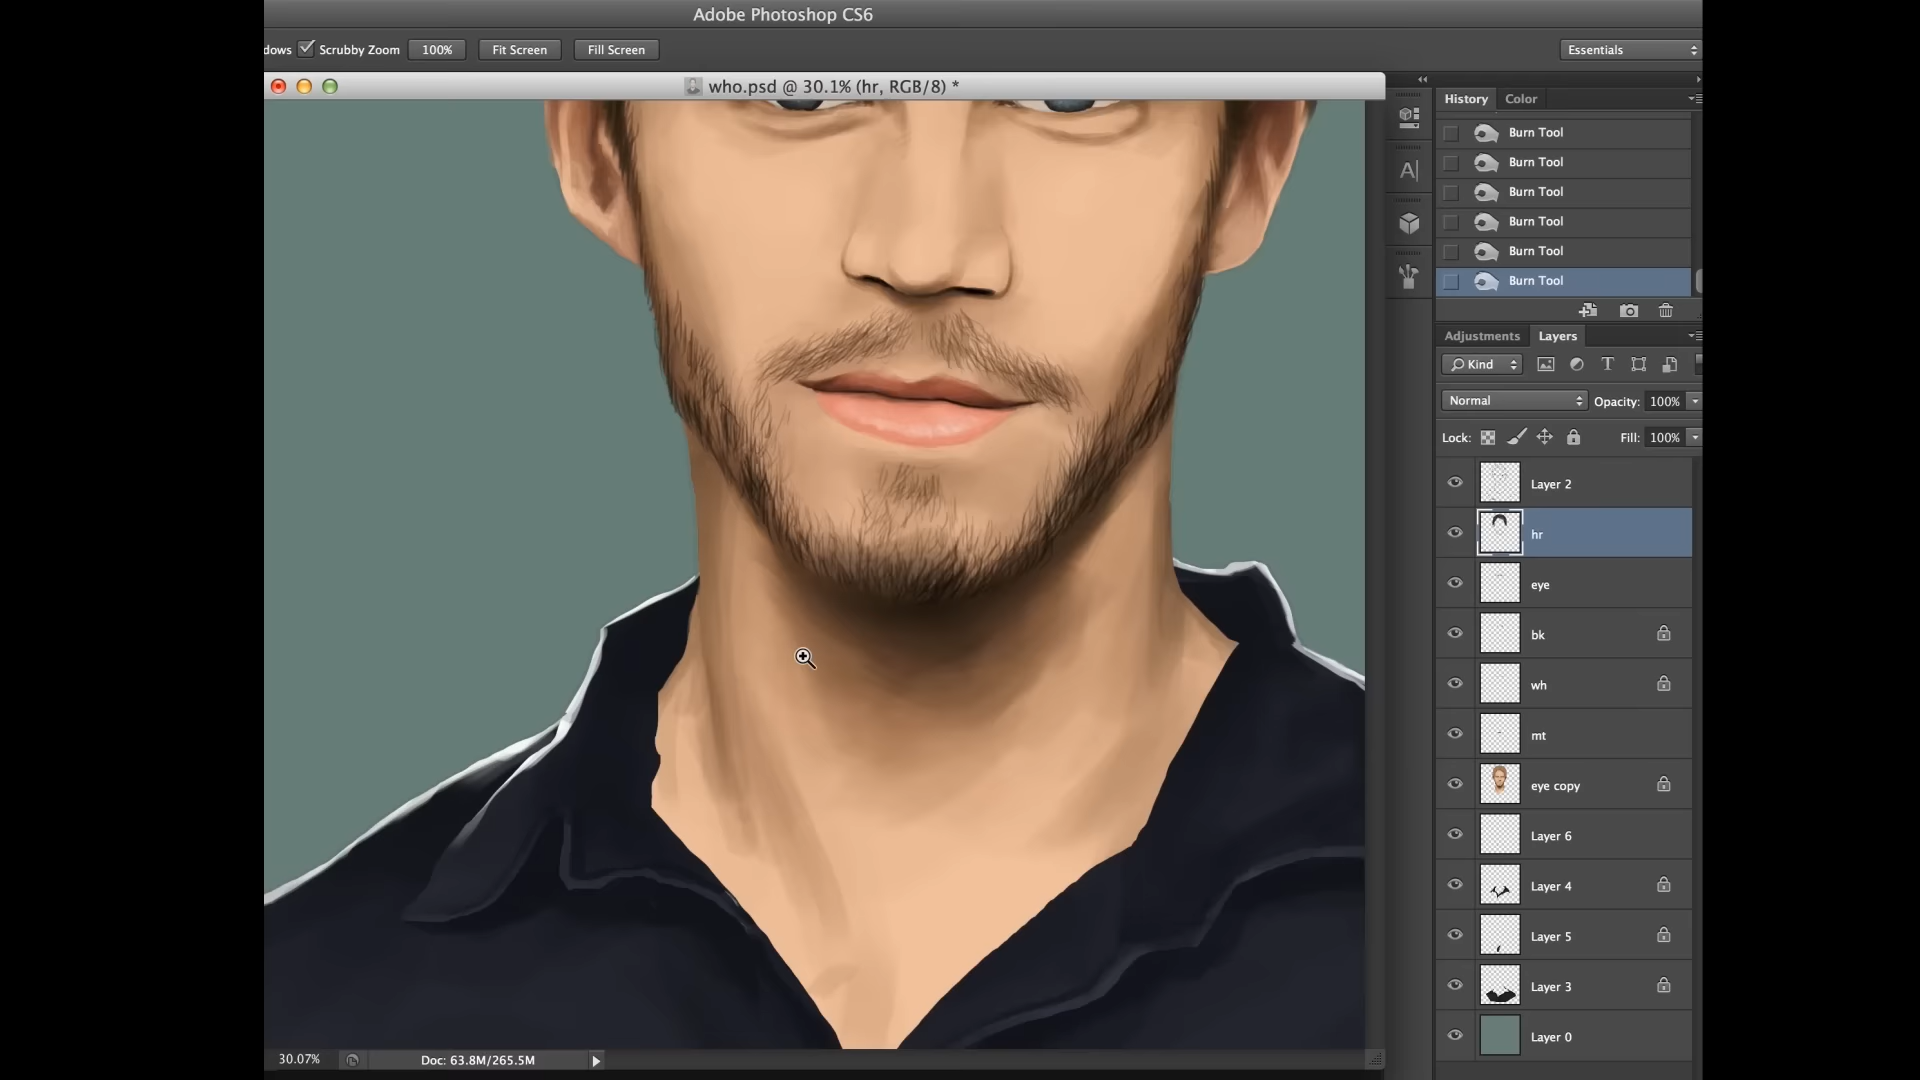 Adobe Photoshop CS6
dows Scrubby Zoom 100% Fit Screen Fill Screen Essentials
who.psd @ 30.1% (hr, RGB/8) *
History Color
Burn Tool
Burn Tool
Burn Tool
Burn Tool
Burn Tool
Burn Tool
Adjustments Layers
Kind
Normal Opacity: 100%
Lock: Fill: 100%
Layer 2
hr
eye
bk
wh
mt
eye copy
Layer 6
Layer 4
Layer 5
Layer 3
Layer 0
30.07% Doc: 63.8M/265.5M